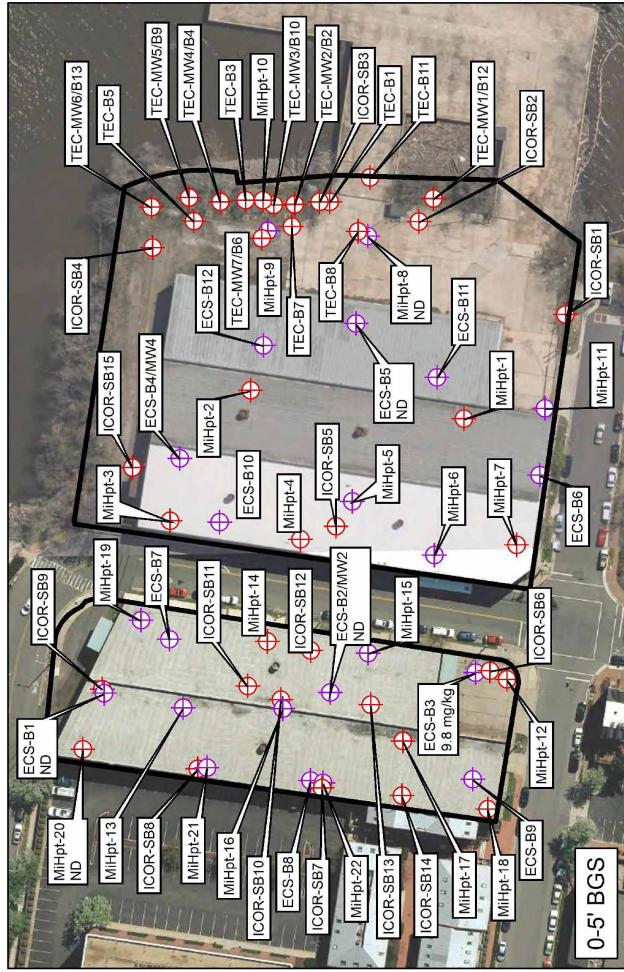 TEC-MW6/B13
TEC-B5
TEC-MW5/B9
TEC-MW4/B4
TEC-B3
MiHpt-10
TEC-MW3/B10
TEC-MW2/B2
ICOR-SB3
TEC-B1
TEC-B11
TEC-MW1/B12
ICOR-SB2
ICOR-SB4
ECS-B12
TEC-MW7/B6
MiHpt-9
TEC-B7
TEC-B8
MiHpt-8
ND
ECS-B11
ICOR-SB1
ICOR-SB15
ECS-B4/MW4
MiHpt-2
ECS-B5
ND
MiHpt-1
MiHpt-11
MiHpt-3
ECS-B10
MiHpt-4
ICOR-SB5
MiHpt-5
MiHpt-6
MiHpt-7
ECS-B6
ICOR-SB9
MiHpt-19
ECS-B7
ICOR-SB11
MiHpt-14
ICOR-SB12
ECS-B2/MW2
ND
MiHpt-15
ICOR-SB6
ECS-B1
ND
ECS-B3
9.8 mg/kg
MiHpt-12
MiHpt-20
ND
MiHpt-13
ICOR-SB8
MiHpt-21
MiHpt-16
ICOR-SB10
ECS-B8
ICOR-SB7
MiHpt-22
ICOR-SB13
ICOR-SB14
MiHpt-17
MiHpt-18
ECS-B9
0-5' BGS